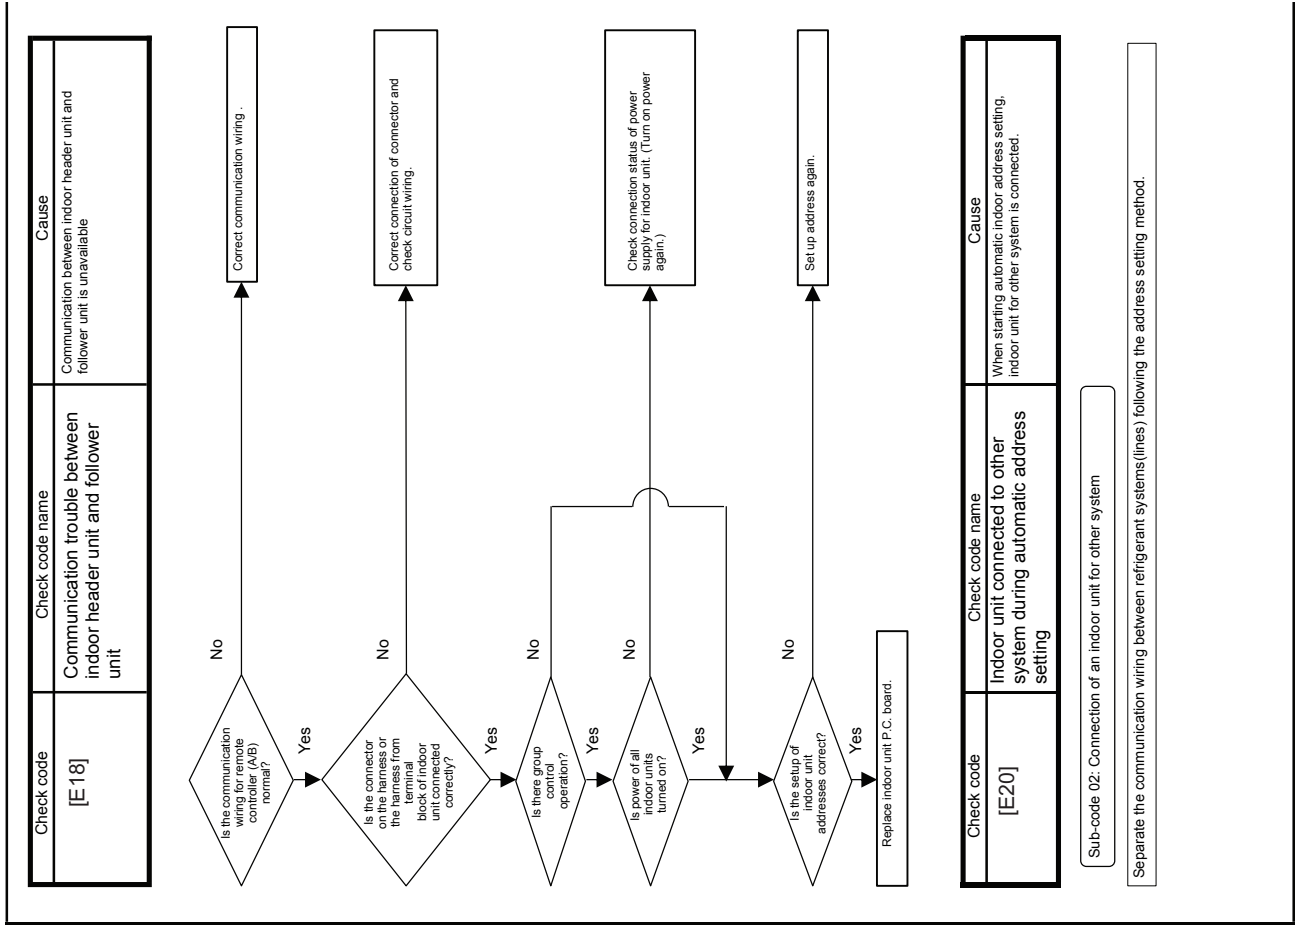 Check code
Check code name
Cause
[E18]
Communication trouble between
indoor header unit and follower
unit
Communication between indoor header unit and
follower unit is unavailable
Is the communication
wiring for remote
controller (A/B)
normal?
No
Correct communication wiring .
Yes
Is the connector
on the harness or
the harness from
terminal
block of indoor
unit connected
correctly?
No
Correct connection of connector and
check circuit wiring.
Yes
Is there group
control
operation?
No
Yes
Is power of all
indoor units
turned on?
No
Check connection status of power
supply for indoor unit. (Turn on power
again.)
Yes
Is the setup of
indoor unit
addresses correct?
No
Set up address again.
Yes
Replace indoor unit P.C. board.
Check code
Check code name
Cause
[E20]
Indoor unit connected to other
system during automatic address
setting
When starting automatic indoor address setting,
indoor unit for other system is connected.
Sub-code 02: Connection of an indoor unit for other system
Separate the communication wiring between refrigerant systems(lines) following the address setting method.